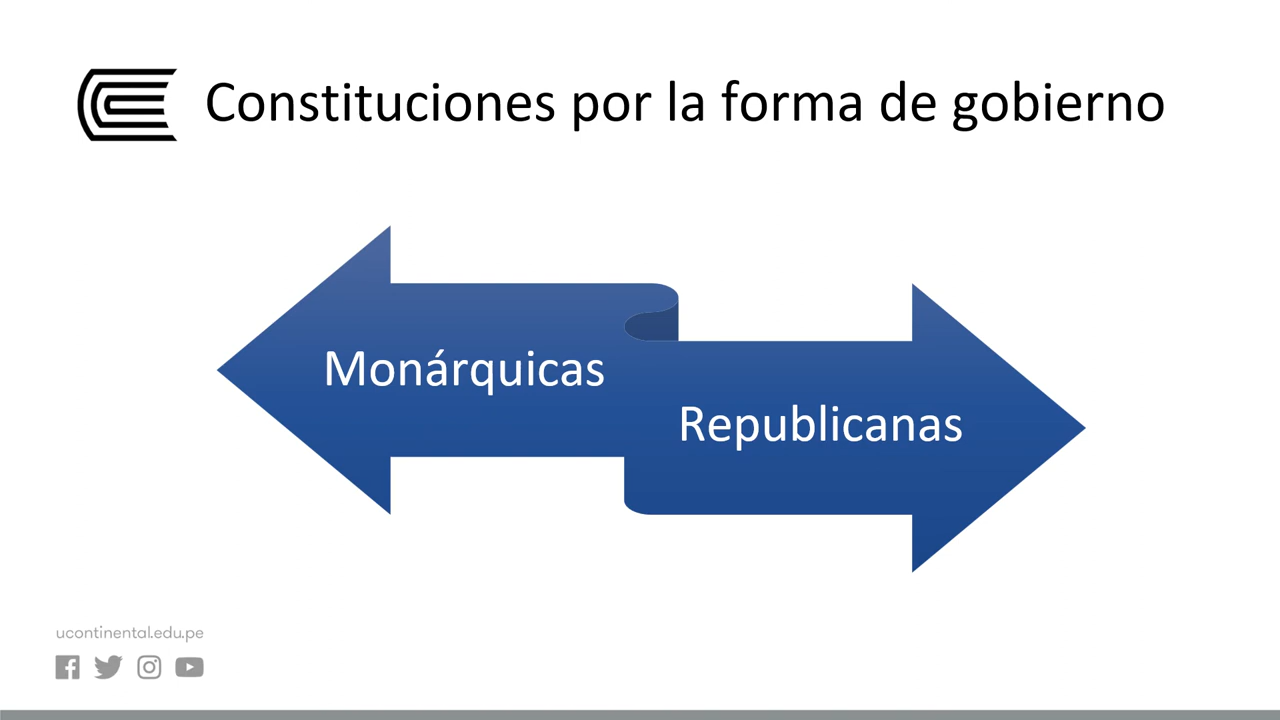 Constituciones por la forma de gobierno
Monárquicas
Republicanas
ucontinental.edu.pe